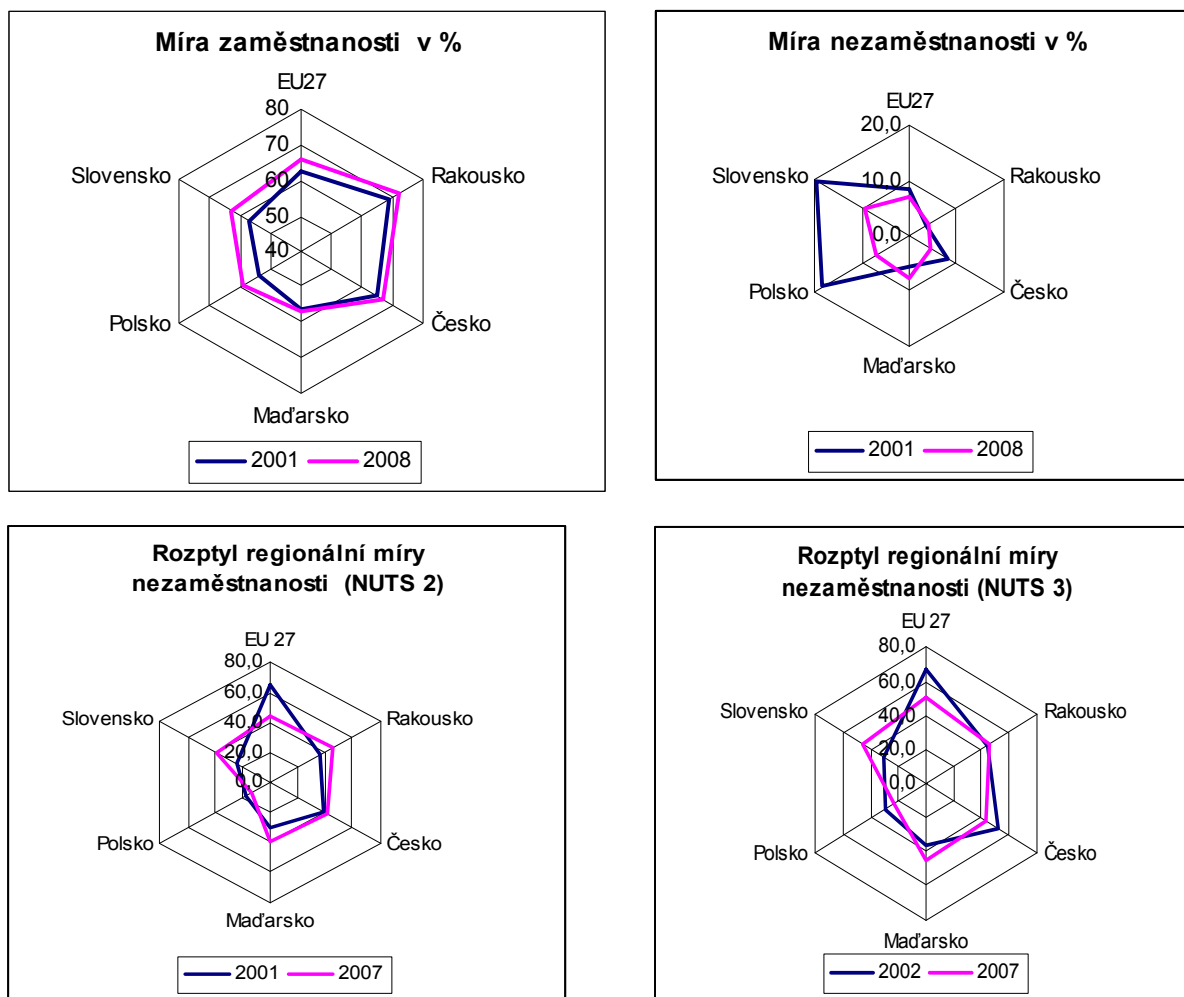 Míra zaměstnanosti v %
EU27
80
70
60
50
40
Rakousko
Česko
Maďarsko
Polsko
Slovensko
2001
2008
Míra nezaměstnanosti v %
EU27
20,0
10,0
0,0
Rakousko
Česko
Maďarsko
Polsko
Slovensko
2001
2008
Rozptyl regionální míry
nezaměstnanosti (NUTS 2)
EU 27
80,0
60,0
40,0
20,0
0,0
Rakousko
Česko
Maďarsko
Polsko
Slovensko
2001
2007
Rozptyl regionální míry
nezaměstnanosti (NUTS 3)
EU 27
80,0
60,0
40,0
20,0
0,0
Rakousko
Česko
Maďarsko
Polsko
Slovensko
2002
2007